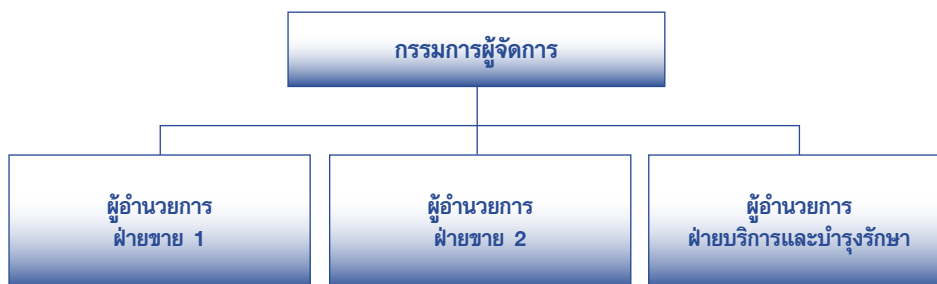 กรรมการผู้จัดการ
ผู้อำนวยการ
ฝ่ายขาย 1
ผู้อำนวยการ
ฝ่ายขาย 2
ผู้อำนวยการ
ฝ่ายบริการและบำรุงรักษา